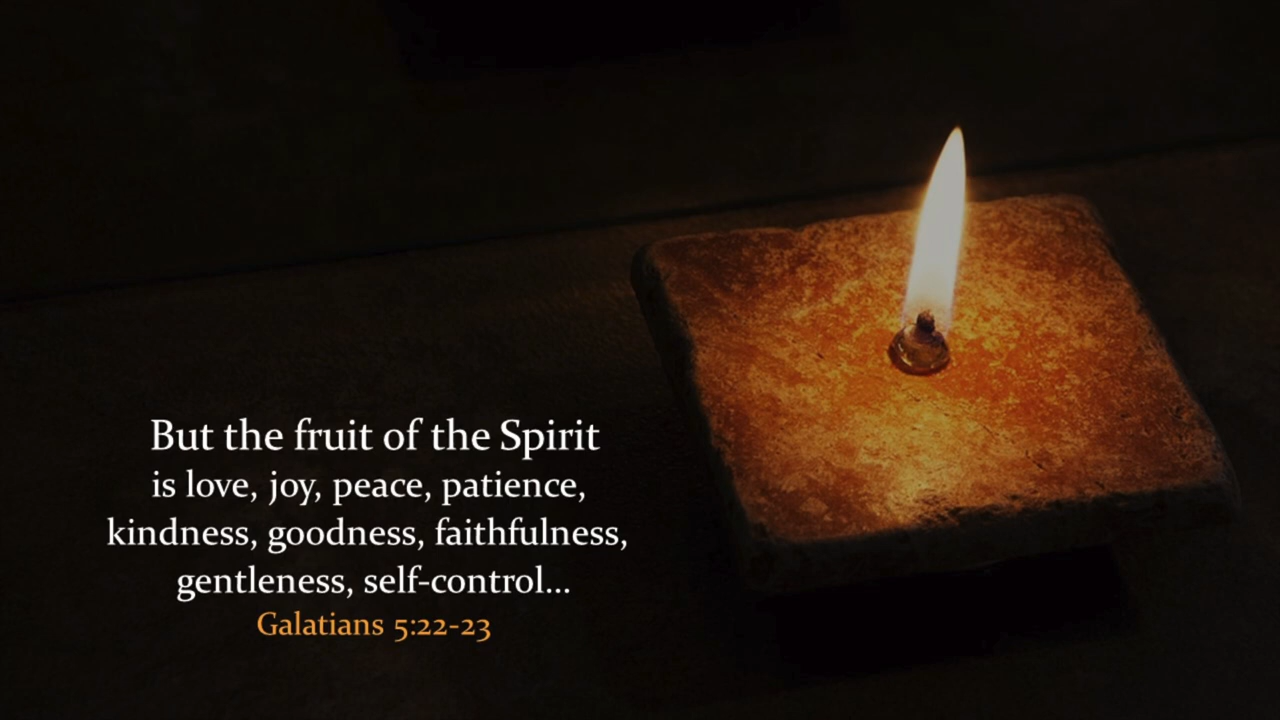 But the fruit of the Spirit
is love, joy, peace, patience,
kindness, goodness, faithfulness,
gentleness, self-control...
Galatians 5:22-23